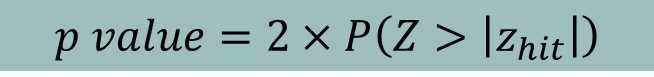 p value = 2 × P(Z > |z_hit|)